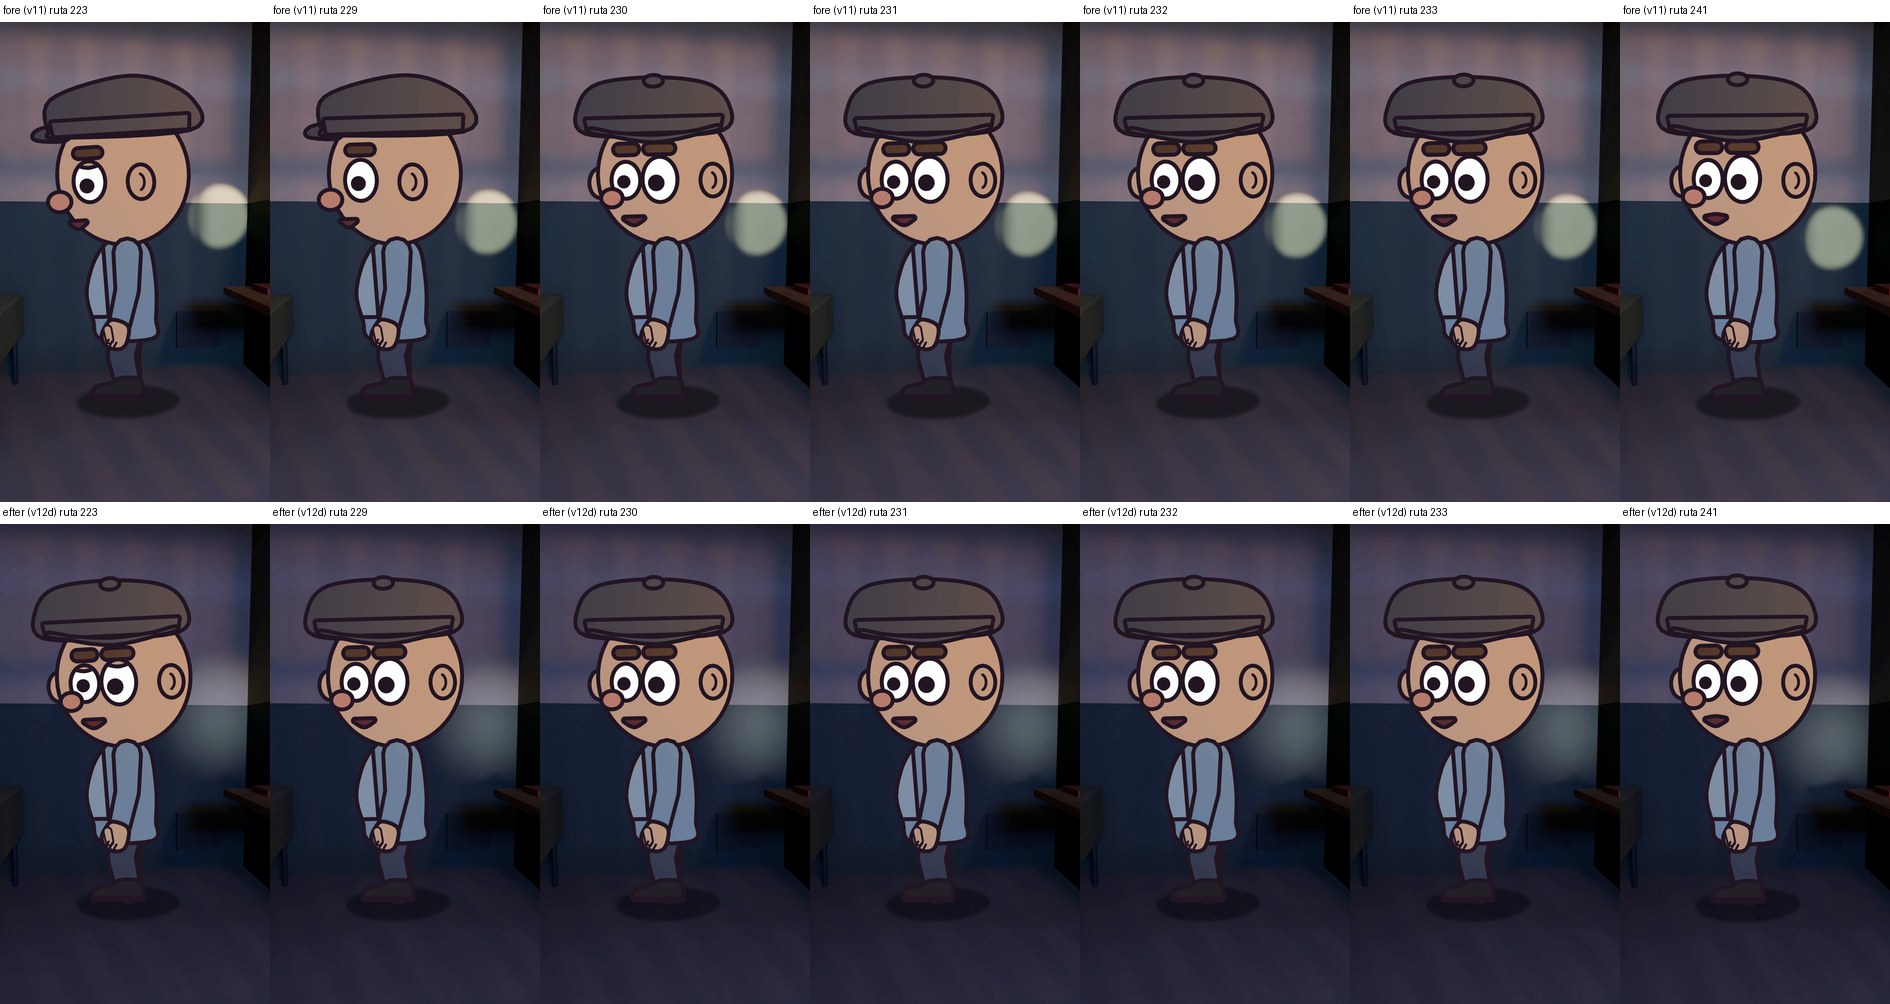 fore (v11) ruta 223
fore (v11) ruta 229
fore (v11) ruta 230
fore (v11) ruta 231
fore (v11) ruta 232
fore (v11) ruta 233
fore (v11) ruta 241
efter (v12d) ruta 223
efter (v12d) ruta 229
efter (v12d) ruta 230
efter (v12d) ruta 231
efter (v12d) ruta 232
efter (v12d) ruta 233
efter (v12d) ruta 241